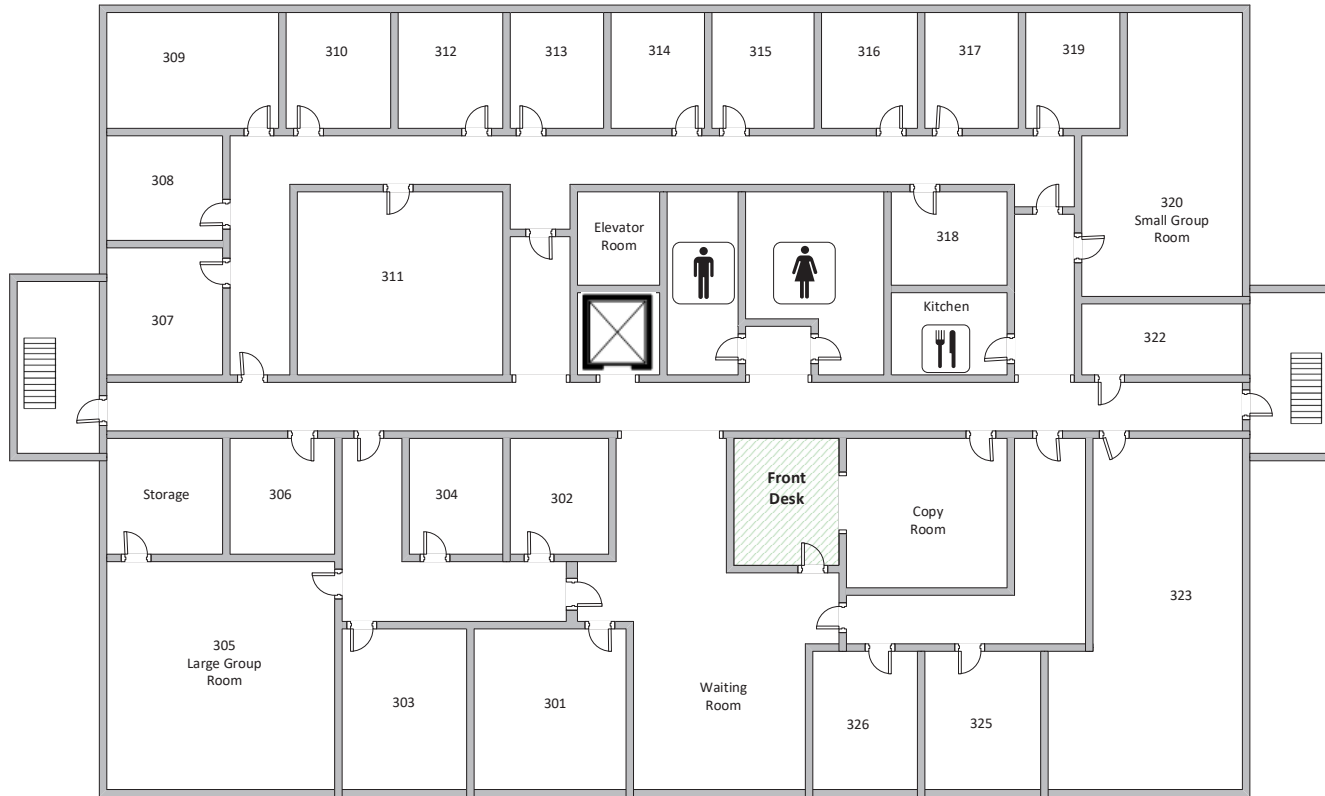 309
310
312
313
314
315
316
317
319
308
320
Small Group
Room
Elevator
Room
318
311
307
Kitchen
322
Storage
306
304
302
Front
Desk
Copy
Room
323
305
Large Group
Room
303
301
Waiting
Room
326
325